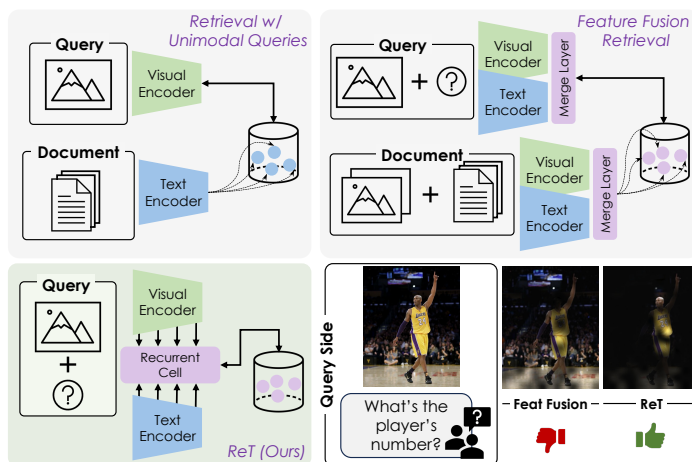 Retrieval w/
Unimodal Queries
Query
Visual
Encoder
Document
Text
Encoder
Feature Fusion
Retrieval
Query
+
?
Visual
Encoder
Text
Encoder
Merge Layer
Document
+
Visual
Encoder
Text
Encoder
Merge Layer
Query
+
?
Visual
Encoder
Recurrent
Cell
Text
Encoder
ReT (Ours)
Query Side
What's the
player's
number?
?
Feat Fusion
ReT